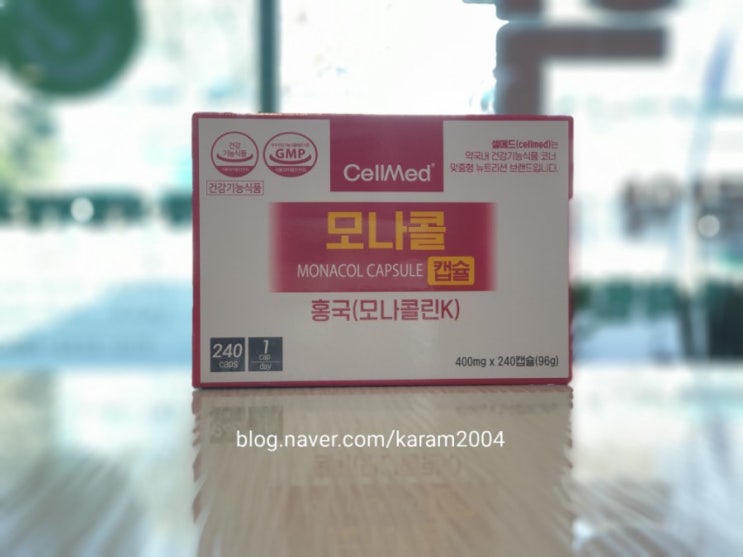 건강
기능식품
GMP
건강기능식품
CellMed®
셀메드(cellmed)는
약국내 건강기능식품 코너
맞춤형 뉴트리션 브랜드입니다.
모나콜
MONACOL CAPSULE 캡슐
홍국(모나콜린K)
240 caps
1 cap day
400mg x 240캡슐(96g)
blog.naver.com/karam2004